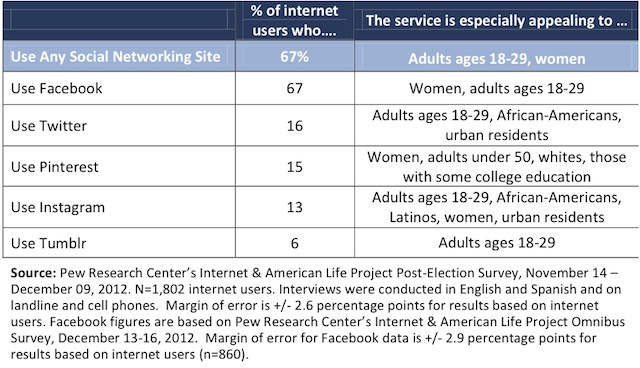 % of internet
users who....
The service is especially appealing to ...
Use Any Social Networking Site
67%
Adults ages 18-29, women
Use Facebook
67
Women, adults ages 18-29
Use Twitter
16
Adults ages 18-29, African-Americans,
urban residents
Use Pinterest
15
Women, adults under 50, whites, those
with some college education
Use Instagram
13
Adults ages 18-29, African-Americans,
Latinos, women, urban residents
Use Tumblr
6
Adults ages 18-29
Source: Pew Research Center’s Internet & American Life Project Post-Election Survey, November 14 –
December 09, 2012. N=1,802 internet users. Interviews were conducted in English and Spanish and on
landline and cell phones. Margin of error is +/- 2.6 percentage points for results based on internet
users. Facebook figures are based on Pew Research Center’s Internet & American Life Project Omnibus
Survey, December 13-16, 2012. Margin of error for Facebook data is +/- 2.9 percentage points for
results based on internet users (n=860).